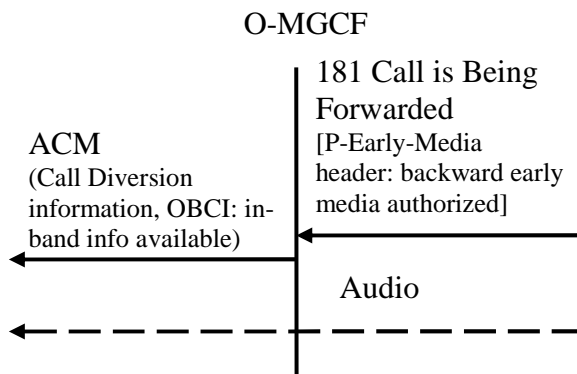 O-MGCF
181 Call is Being
Forwarded
[P-Early-Media
header: backward early
media authorized]
ACM
(Call Diversion
information, OBCI: in-
band info available)
Audio